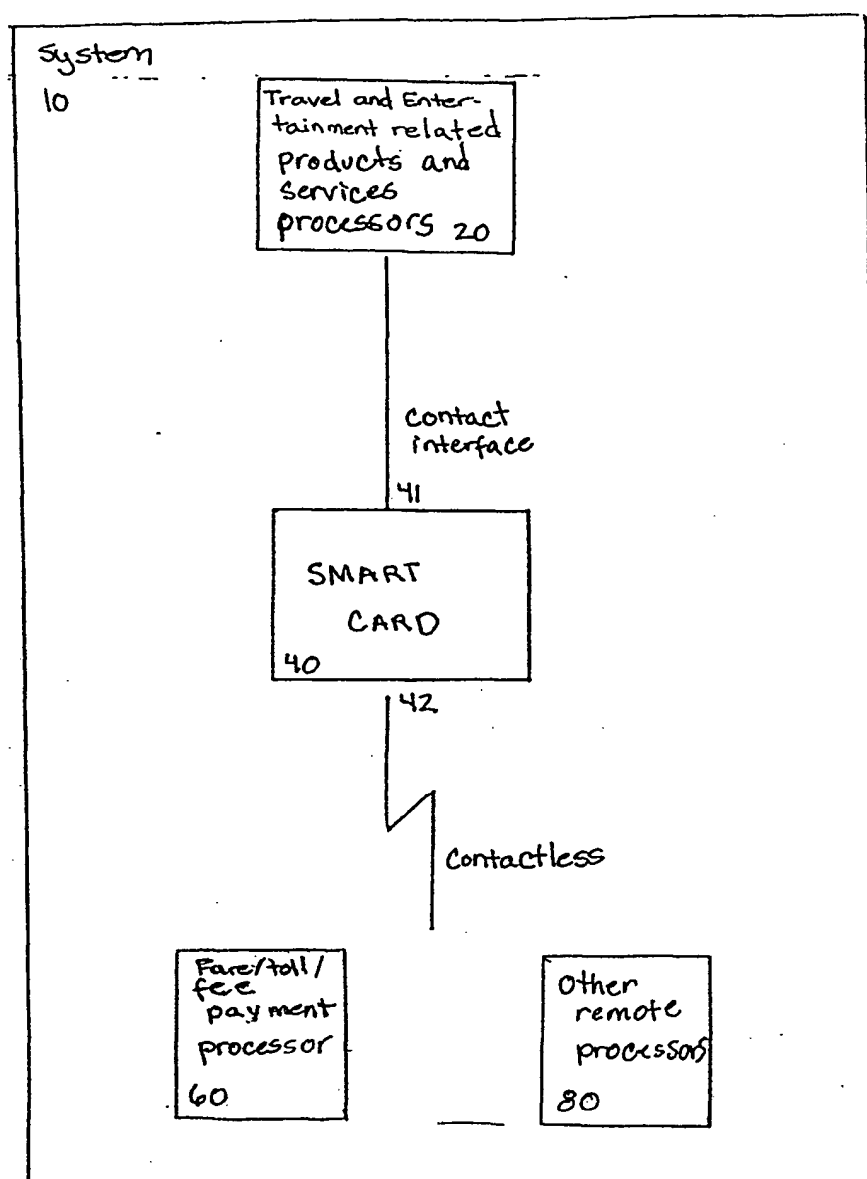 System
10
Travel and Enter-
tainment related
products and
services
processors 20
contact
interface
41
SMART
CARD
40
42
Contactless
Fare/toll/
fee
payment
processor
60
Other
remote
processors
80